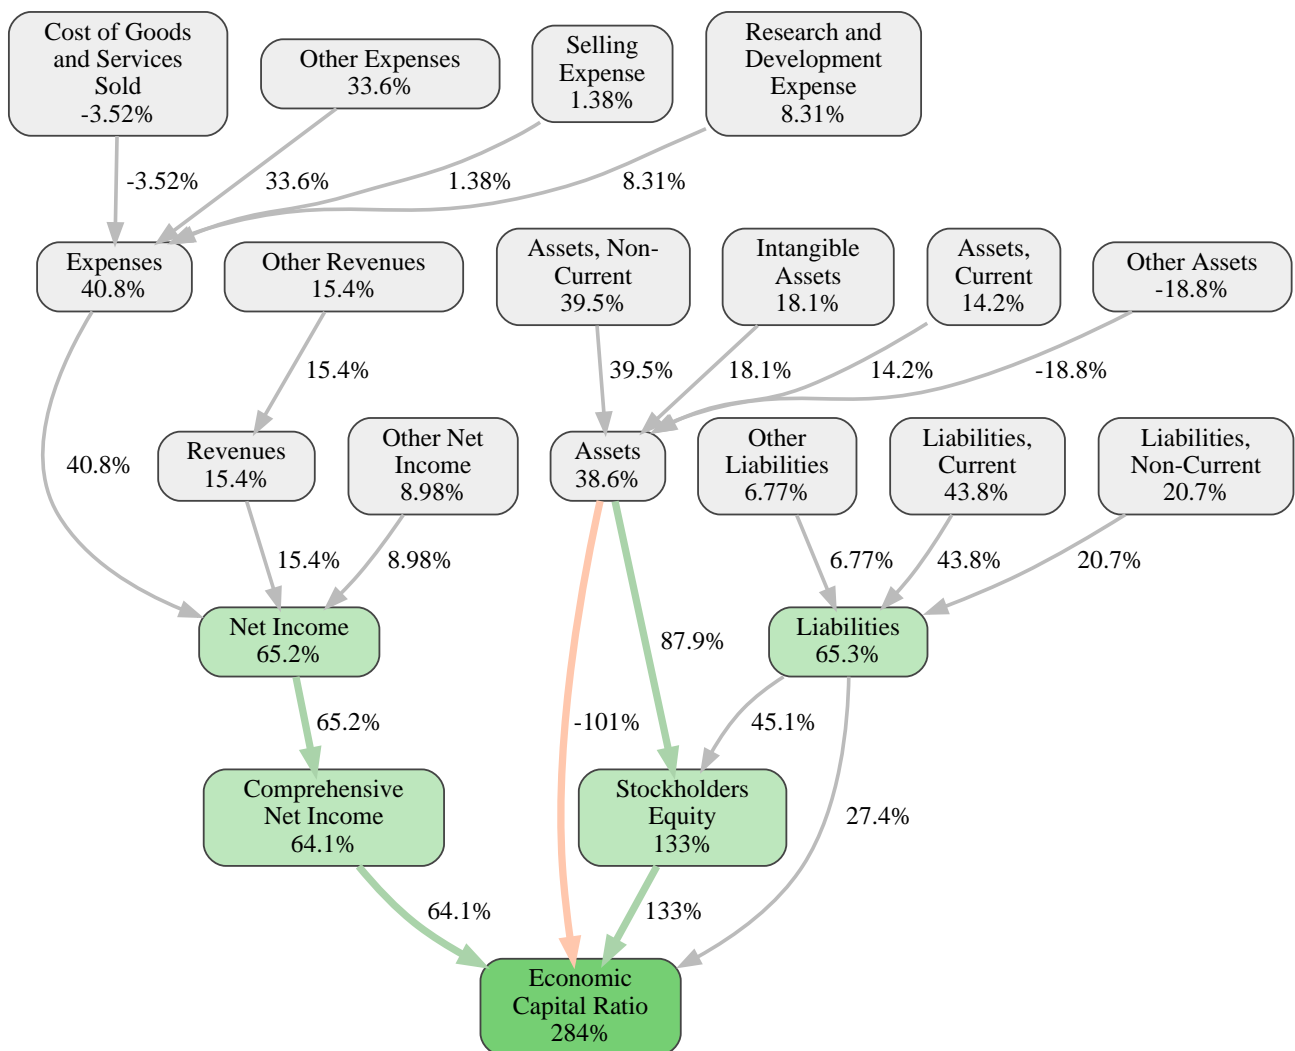 Cost of Goods
and Services
Sold
-3.52%
Other Expenses
33.6%
Selling
Expense
1.38%
Research and
Development
Expense
8.31%
-3.52%
33.6%
1.38%
8.31%
Expenses
40.8%
Other Revenues
15.4%
Assets, Non-
Current
39.5%
Intangible
Assets
18.1%
Assets,
Current
14.2%
Other Assets
-18.8%
15.4%
39.5%
18.1%
14.2%
-18.8%
40.8%
Revenues
15.4%
Other Net
Income
8.98%
Assets
38.6%
Other
Liabilities
6.77%
Liabilities,
Current
43.8%
Liabilities,
Non-Current
20.7%
15.4%
8.98%
6.77%
43.8%
20.7%
Net Income
65.2%
87.9%
Liabilities
65.3%
65.2%
-101%
45.1%
Comprehensive
Net Income
64.1%
Stockholders
Equity
133%
27.4%
64.1%
133%
Economic
Capital Ratio
284%